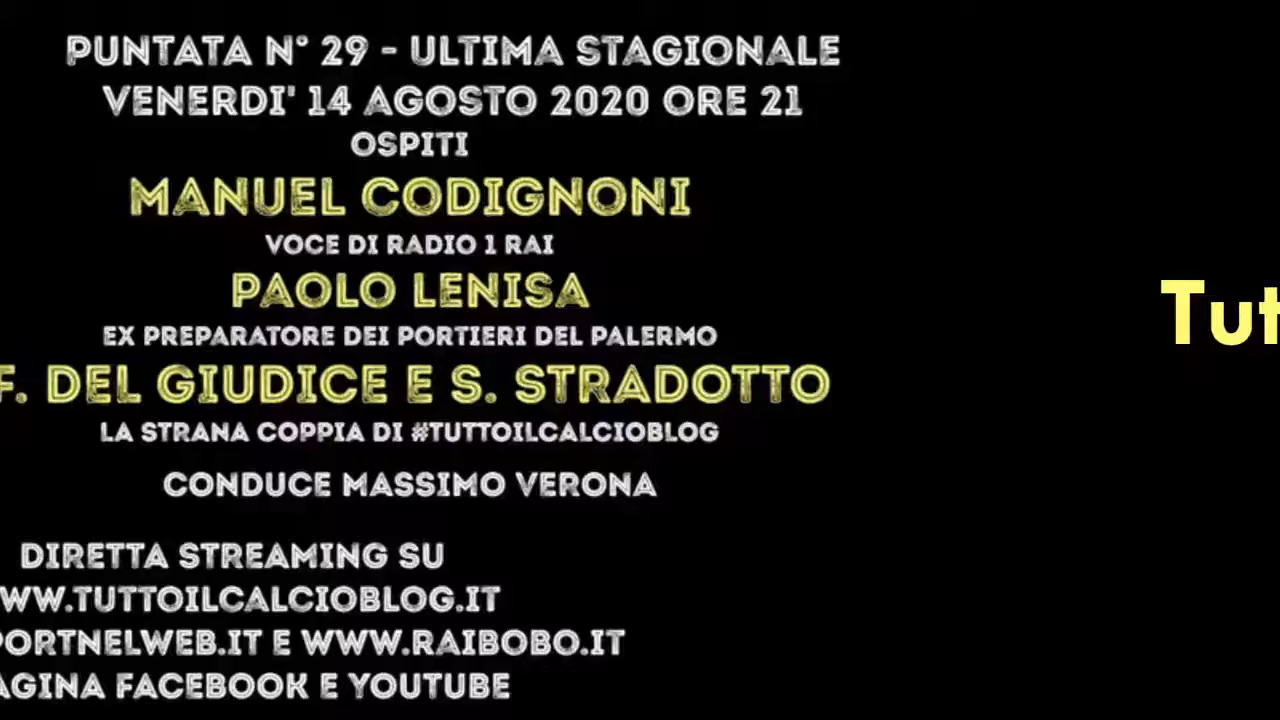 PUNTATA N° 29 - ULTIMA STAGIONALE
VENERDI' 14 AGOSTO 2020 ORE 21
OSPITI
MANUEL CODIGNONI
VOCE DI RADIO 1 RAI
PAOLO LENISA
EX PREPARATORE DEI PORTIERI DEL PALERMO
F. DEL GIUDICE E S. STRADOTTO
LA STRANA COPPIA DI #TUTTOILCALCIOBLOG
CONDUCE MASSIMO VERONA
DIRETTA STREAMING SU
WW.TUTTOILCALCIOBLOG.IT
PORTNELWEB.IT E WWW.RAIBOBO.IT
AGINA FACEBOOK E YOUTUBE
Tut